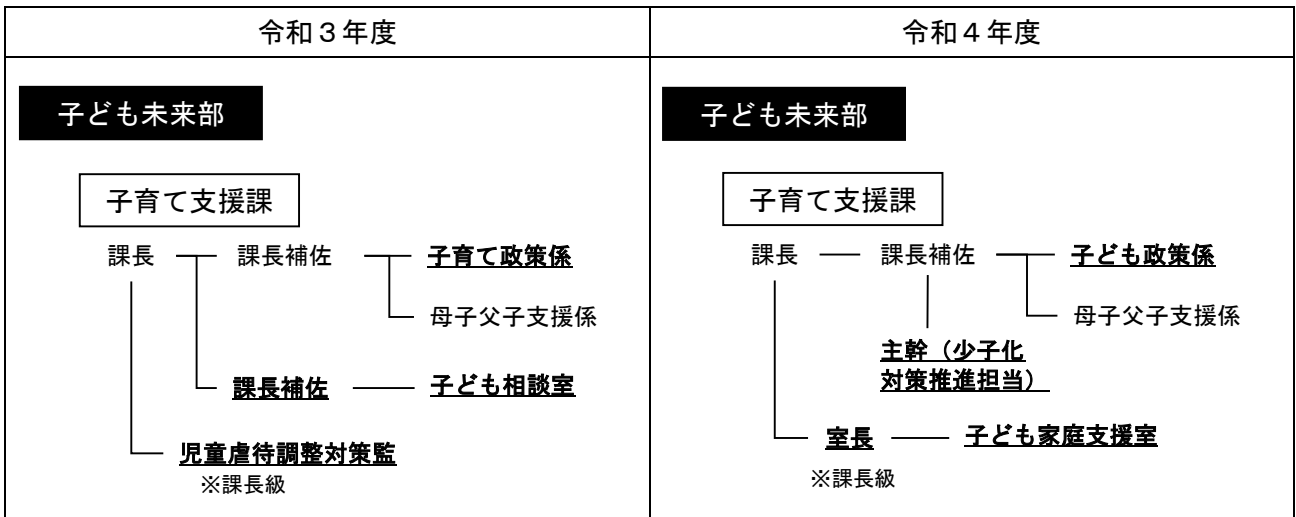 令和３年度
子ども未来部
子育て支援課
課長 課長補佐 子育て政策係
母子父子支援係
課長補佐 子ども相談室
児童虐待調整対策監
※課長級
令和４年度
子ども未来部
子育て支援課
課長 課長補佐 子ども政策係
母子父子支援係
主幹（少子化
対策推進担当）
室長 子ども家庭支援室
※課長級